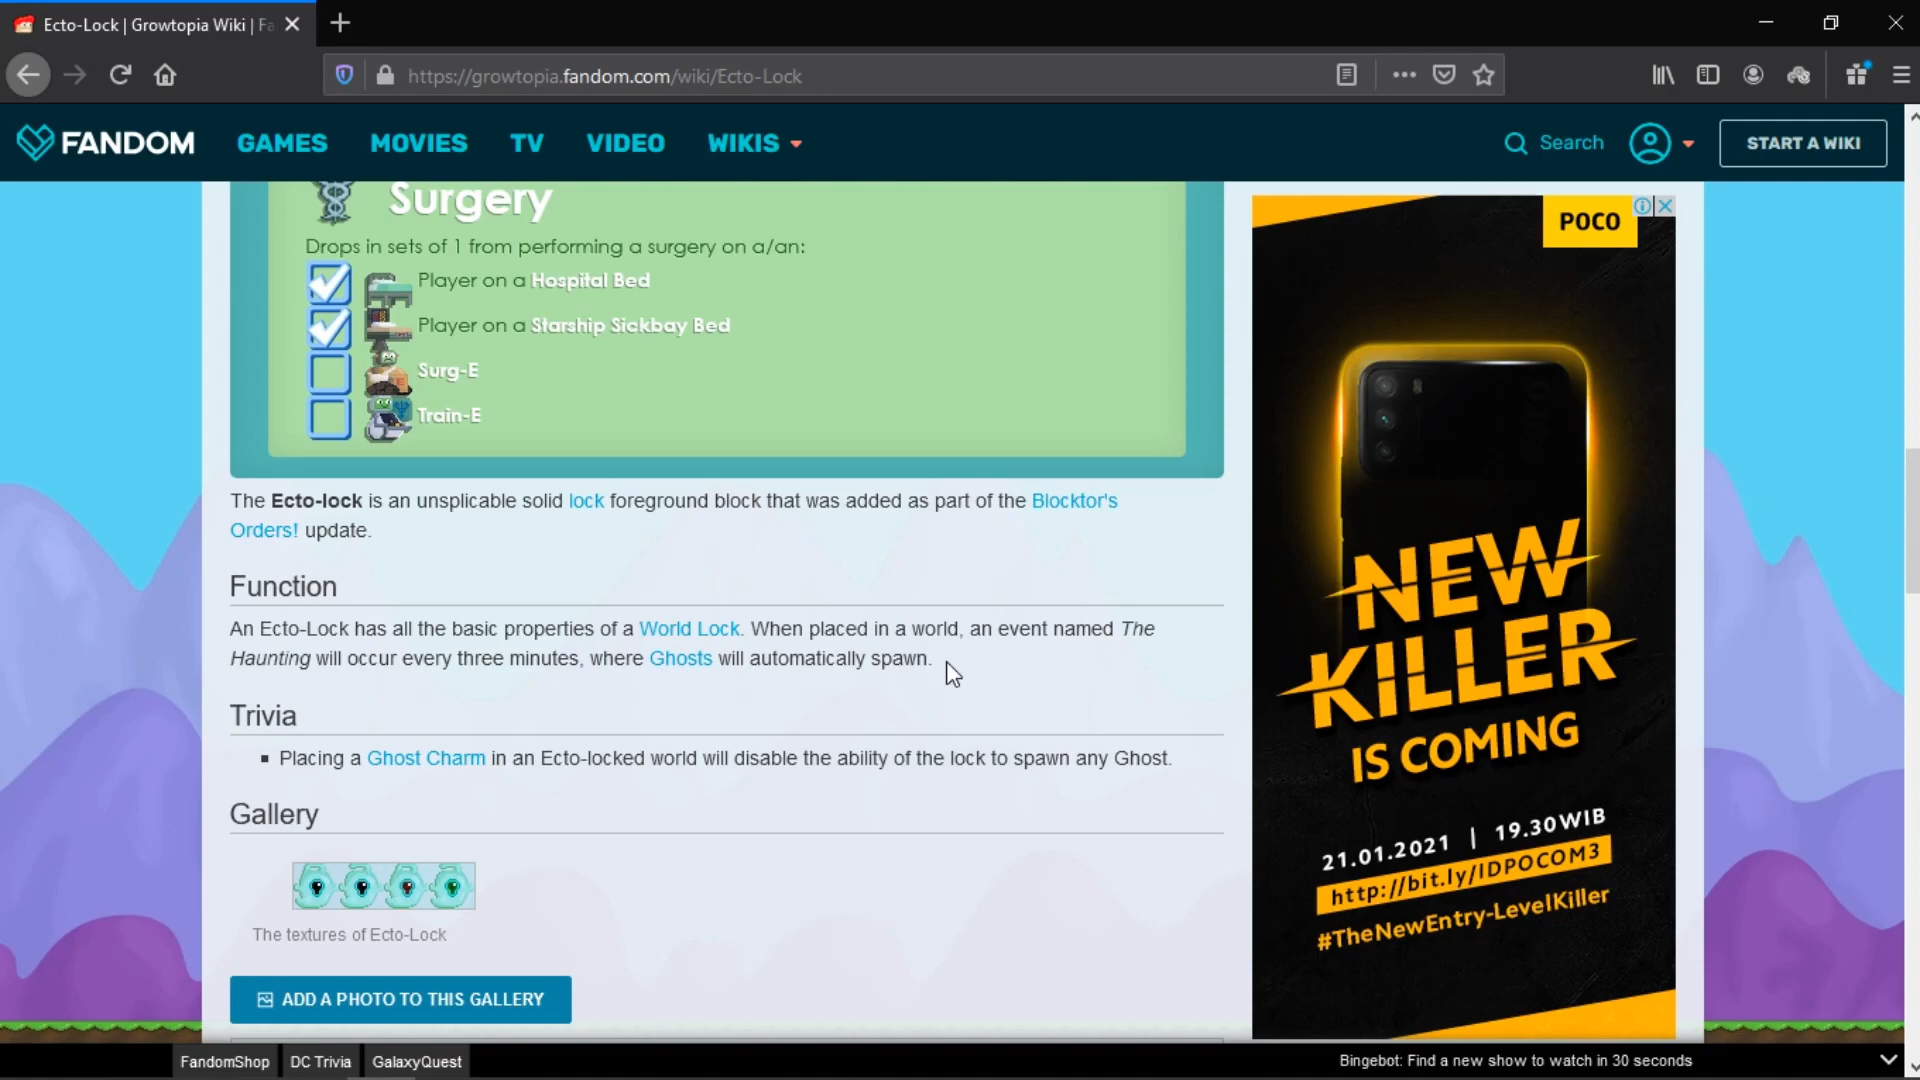 Ecto-Lock | Growtopia Wiki | Fa
https://growtopia.fandom.com/wiki/Ecto-Lock
FANDOM
GAMES
MOVIES
TV
VIDEO
WIKIS
Search
START A WIKI
Surgery
Drops in sets of 1 from performing a surgery on a/an:
Player on a Hospital Bed
Player on a Starship Sickbay Bed
Surg-E
Train-E
The Ecto-lock is an unsplicable solid lock foreground block that was added as part of the Blocktor's
Orders! update.
Function
An Ecto-Lock has all the basic properties of a World Lock. When placed in a world, an event named The
Haunting will occur every three minutes, where Ghosts will automatically spawn.
Trivia
Placing a Ghost Charm in an Ecto-locked world will disable the ability of the lock to spawn any Ghost.
Gallery
The textures of Ecto-Lock
ADD A PHOTO TO THIS GALLERY
POCO
NEW
KILLER
IS COMING
21.01.2021 | 19.30WIB
http://bit.ly/IDPOCOM3
#TheNewEntry-LevelKiller
FandomShop
DC Trivia
GalaxyQuest
Bingebot: Find a new show to watch in 30 seconds